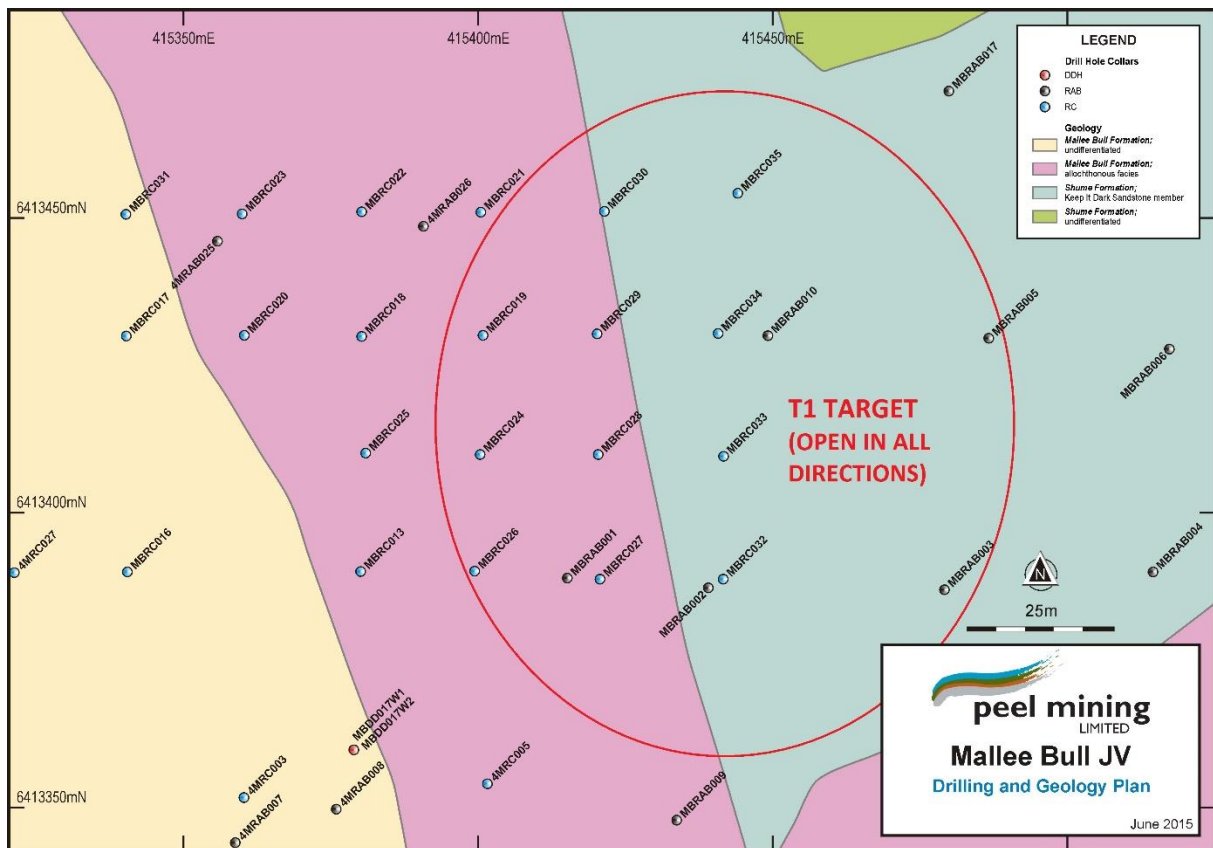 415350mE
415400mE
415450mE
LEGEND
Drill Hole Collars
DDH
RAB
RC
Geology
Mallee Bull Formation;
undifferentiated
Mallee Bull Formation;
allochthonous facies
Shume Formation;
Keep It Dark Sandstone member
Shume Formation;
undifferentiated
MBRAB017
MBRC031
MBRC023
MBRC022
4MRAB026
MBRC021
MBRC030
MBRC035
6413450mN
4MRAB025
MBRC017
MBRC020
MBRC018
MBRC019
MBRC029
MBRC034
MBRAB010
MBRAB005
MBRAB006
T1 TARGET
(OPEN IN ALL
DIRECTIONS)
MBRC025
MBRC024
MBRC028
MBRC033
6413400mN
4MRC027
MBRC016
MBRC013
MBRC026
MBRAB001
MBRC027
MBRAB002
MBRC032
MBRAB003
MBRAB004
N
25m
MBDD017W1
MBDD017W2
4MRC003
4MRAB008
4MRAB007
4MRC005
MBRAB009
6413350mN
peel mining
LIMITED
Mallee Bull JV
Drilling and Geology Plan
June 2015